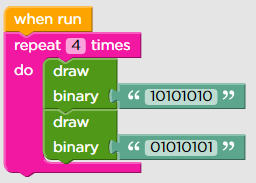 when run
repeat 4 times
do draw
binary “ 10101010 ”
draw
binary “ 01010101 ”